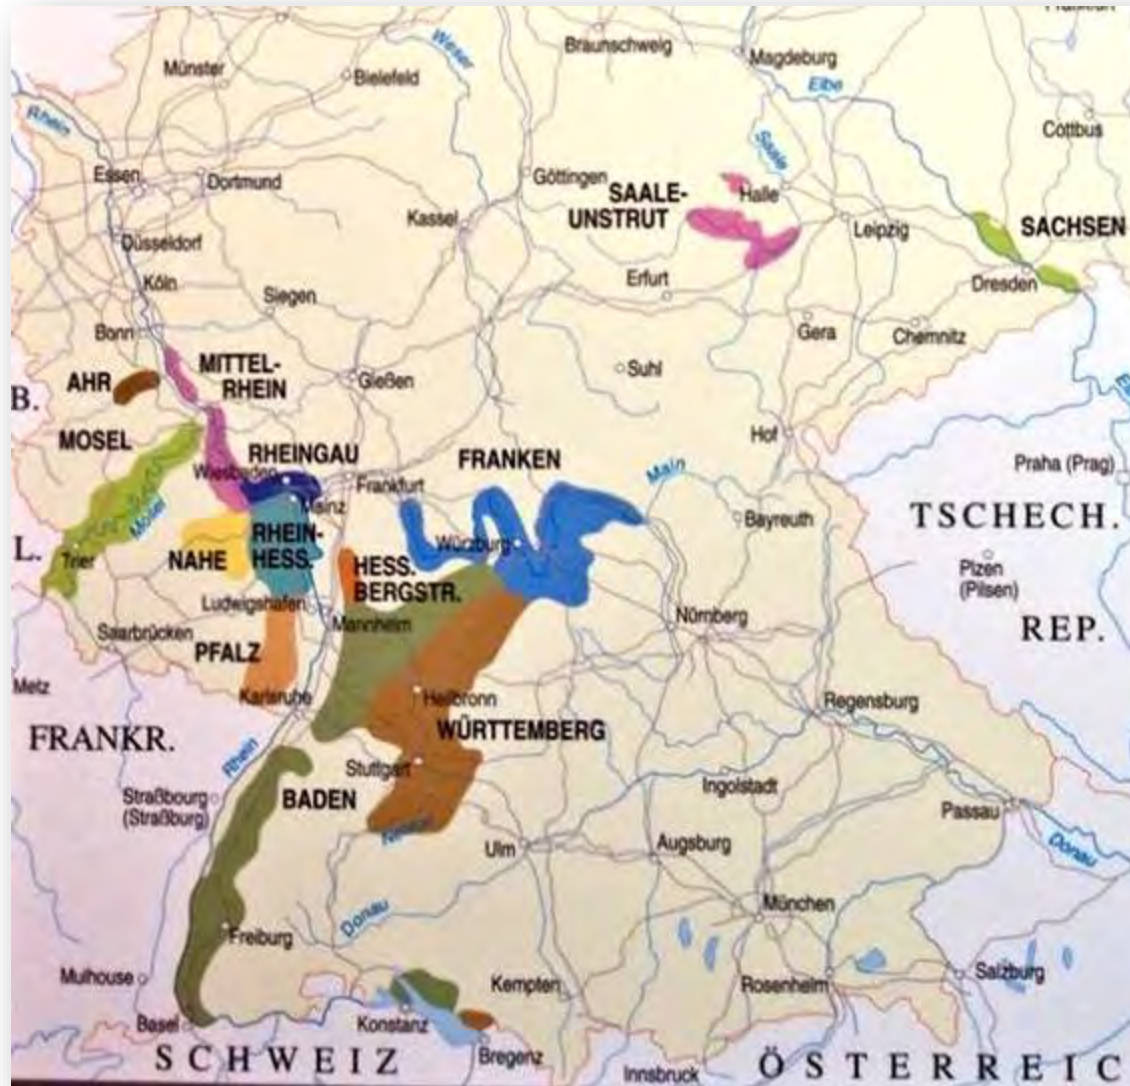 Weser
Braunschweig
Magdeburg
Münster
Bielefeld
Elbe
Rhein
Cottbus
Saale
Essen
Dortmund
Göttingen
SAALE-
UNSTRUT
Halle
Kassel
Leipzig
SACHSEN
Düsseldorf
Köln
Siegen
Erfurt
Dresden
Bonn
Gera
Chemnitz
MITTEL-
RHEIN
AHR
Gießen
Suhl
B.
MOSEL
Hof
RHEINGAU
FRANKEN
Wiesbaden
Main
Praha (Prag)
Frankfurt
Mainz
Mosel
Bayreuth
TSCHECH.
RHEIN-
HESS.
Würzburg
L.
Trier
NAHE
HESS.
BERGSTR.
Plzen
(Pilsen)
Ludwigshafen
Mannheim
Nürnberg
Saarbrücken
REP.
PFALZ
Metz
Karlsruhe
Heilbronn
Regensburg
FRANKR.
WÜRTTEMBERG
Rhein
Stuttgart
Ingolstadt
Straßbourg
(Straßburg)
BADEN
Passau
Neckar
Ulm
Augsburg
Donau
München
Donau
Freiburg
Mulhouse
Kempten
Rosenheim
Salzburg
Basel
Konstanz
SCHWEIZ
Bregenz
Innsbruck
ÖSTERREIC